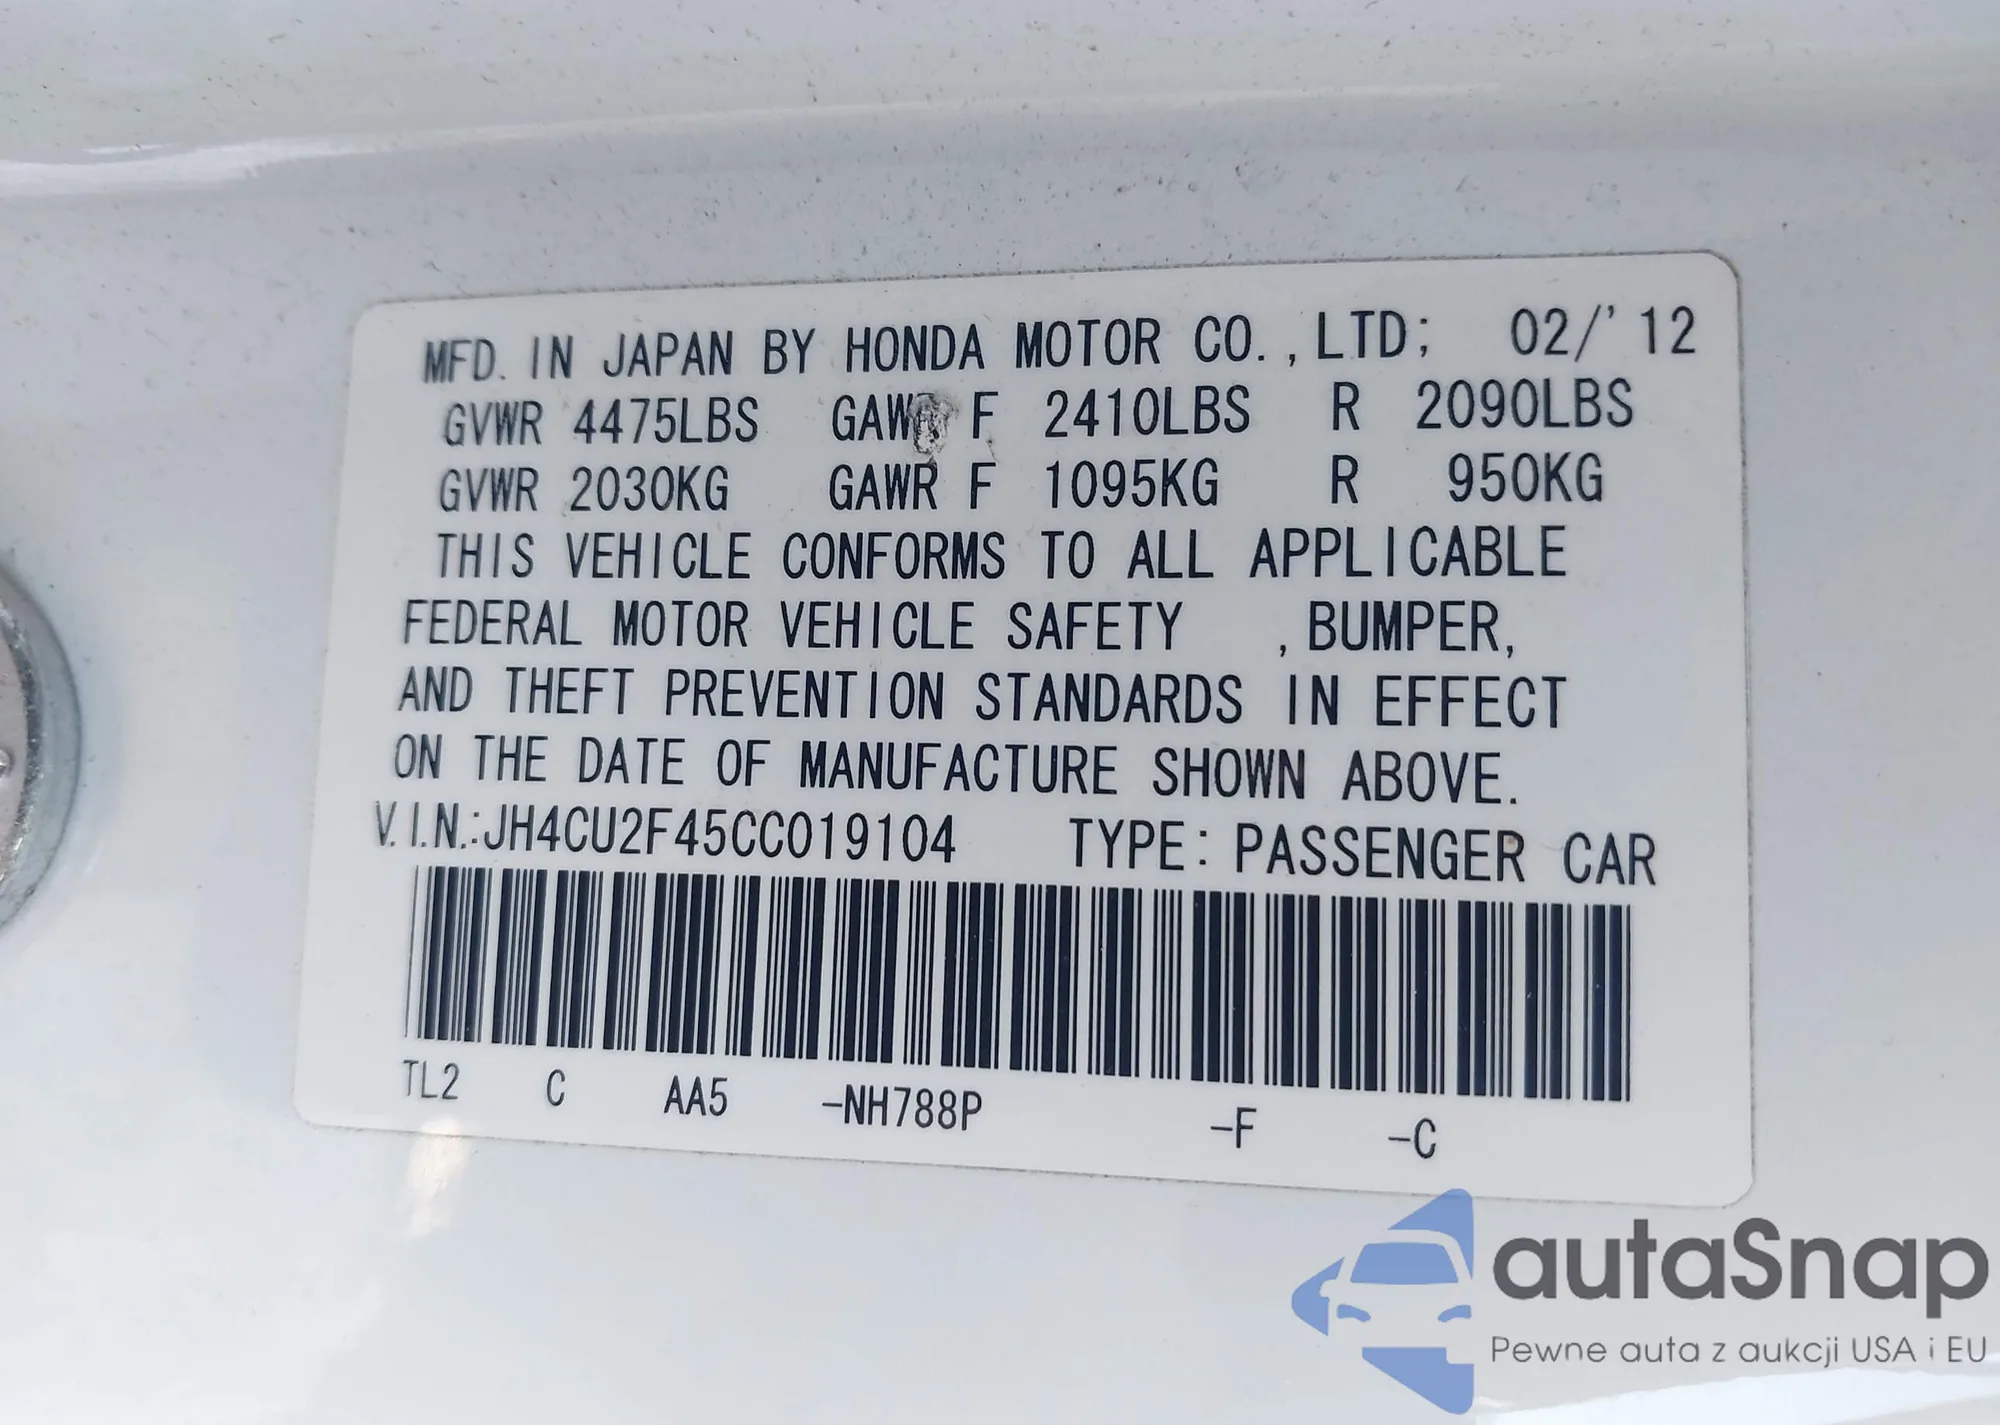 MFD. IN JAPAN BY HONDA MOTOR CO.,LTD; 02/'12
GVWR 4475LBS GAWR F 2410LBS R 2090LBS
GVWR 2030KG GAWR F 1095KG R 950KG
THIS VEHICLE CONFORMS TO ALL APPLICABLE
FEDERAL MOTOR VEHICLE SAFETY ,BUMPER,
AND THEFT PREVENTION STANDARDS IN EFFECT
ON THE DATE OF MANUFACTURE SHOWN ABOVE.
V.I.N.:JH4CU2F45CC019104 TYPE: PASSENGER CAR
TL2 C AA5 -NH788P -F -C
autaSnap
Pewne auta z aukcji USA i EU